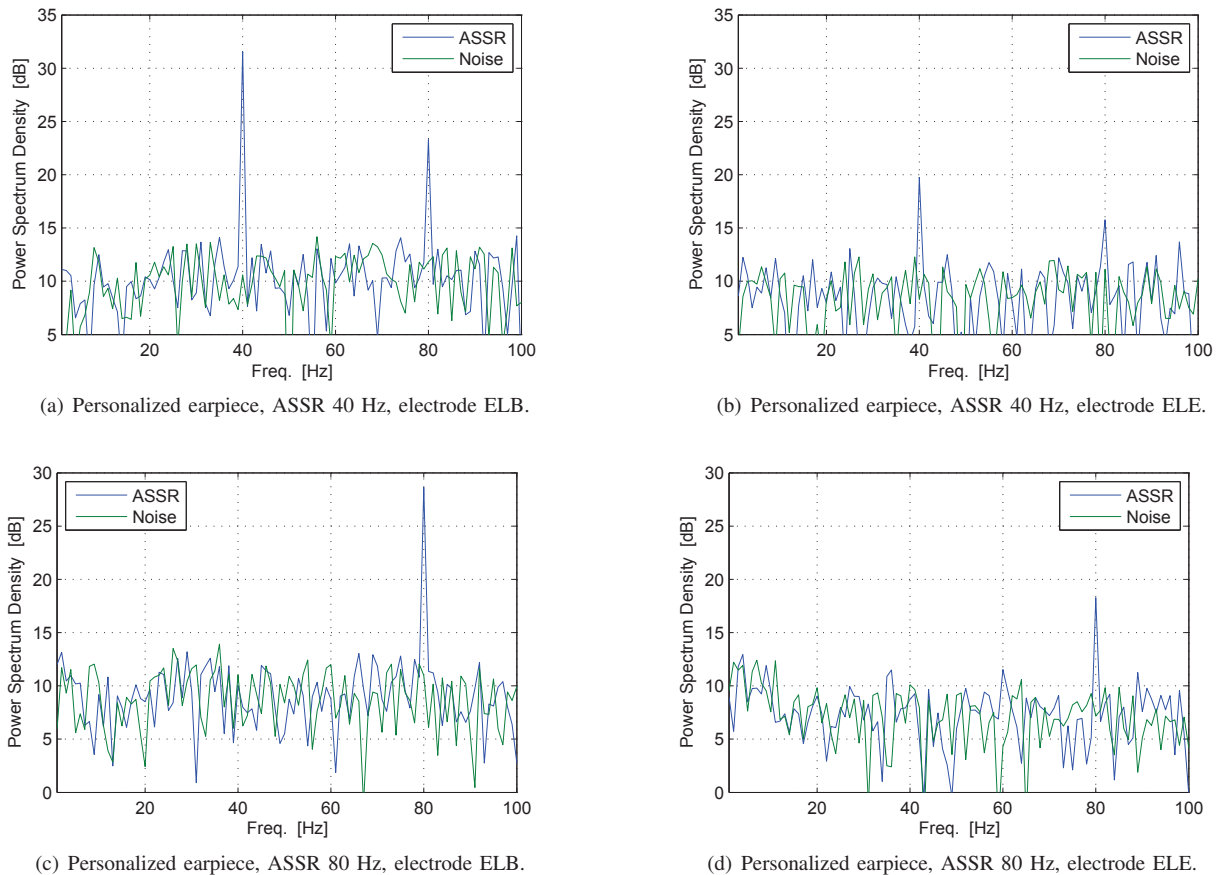 35
30
25
20
15
10
5
Power Spectrum Density [dB]
ASSR
Noise
20 40 60 80 100
Freq. [Hz]
(a) Personalized earpiece, ASSR 40 Hz, electrode ELB.
35
30
25
20
15
10
5
Power Spectrum Density [dB]
ASSR
Noise
20 40 60 80 100
Freq. [Hz]
(b) Personalized earpiece, ASSR 40 Hz, electrode ELE.
30
25
20
15
10
5
0
Power Spectrum Density [dB]
ASSR
Noise
20 40 60 80 100
Freq. [Hz]
(c) Personalized earpiece, ASSR 80 Hz, electrode ELB.
30
25
20
15
10
5
0
Power Spectrum Density [dB]
ASSR
Noise
20 40 60 80 100
Freq. [Hz]
(d) Personalized earpiece, ASSR 80 Hz, electrode ELE.